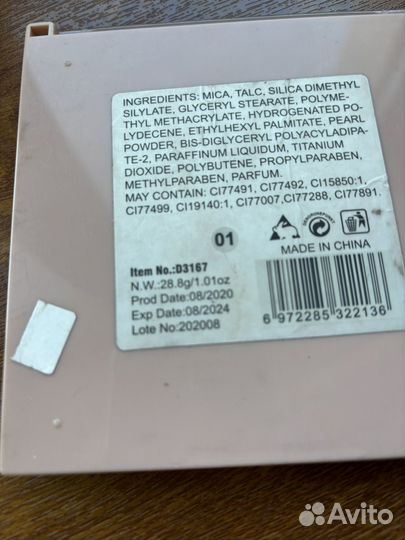 INGREDIENTS: MICA, TALC, SILICA DIMETHYL
SILYLATE, GLYCERYL STEARATE, POLYME-
THYL METHACRYLATE, HYDROGENATED PO-
LYDECENE, ETHYLHEXYL PALMITATE, PEARL
POWDER, BIS-DIGLYCERYL POLYACYLADIPA-
TE-2, PARAFFINUM LIQUIDUM, TITANIUM
DIOXIDE, POLYBUTENE, PROPYLPARABEN,
METHYLPARABEN, PARFUM.
MAY CONTAIN: CI77491, CI77492, CI15850:1,
CI77499, CI19140:1, CI77007, CI77288, CI77891.
01
MADE IN CHINA
Item No.:D3167
N.W.:28.8g/1.01oz
Prod Date:08/2020
Exp Date:08/2024
Lote No:202008
6 972285 322136
Avito